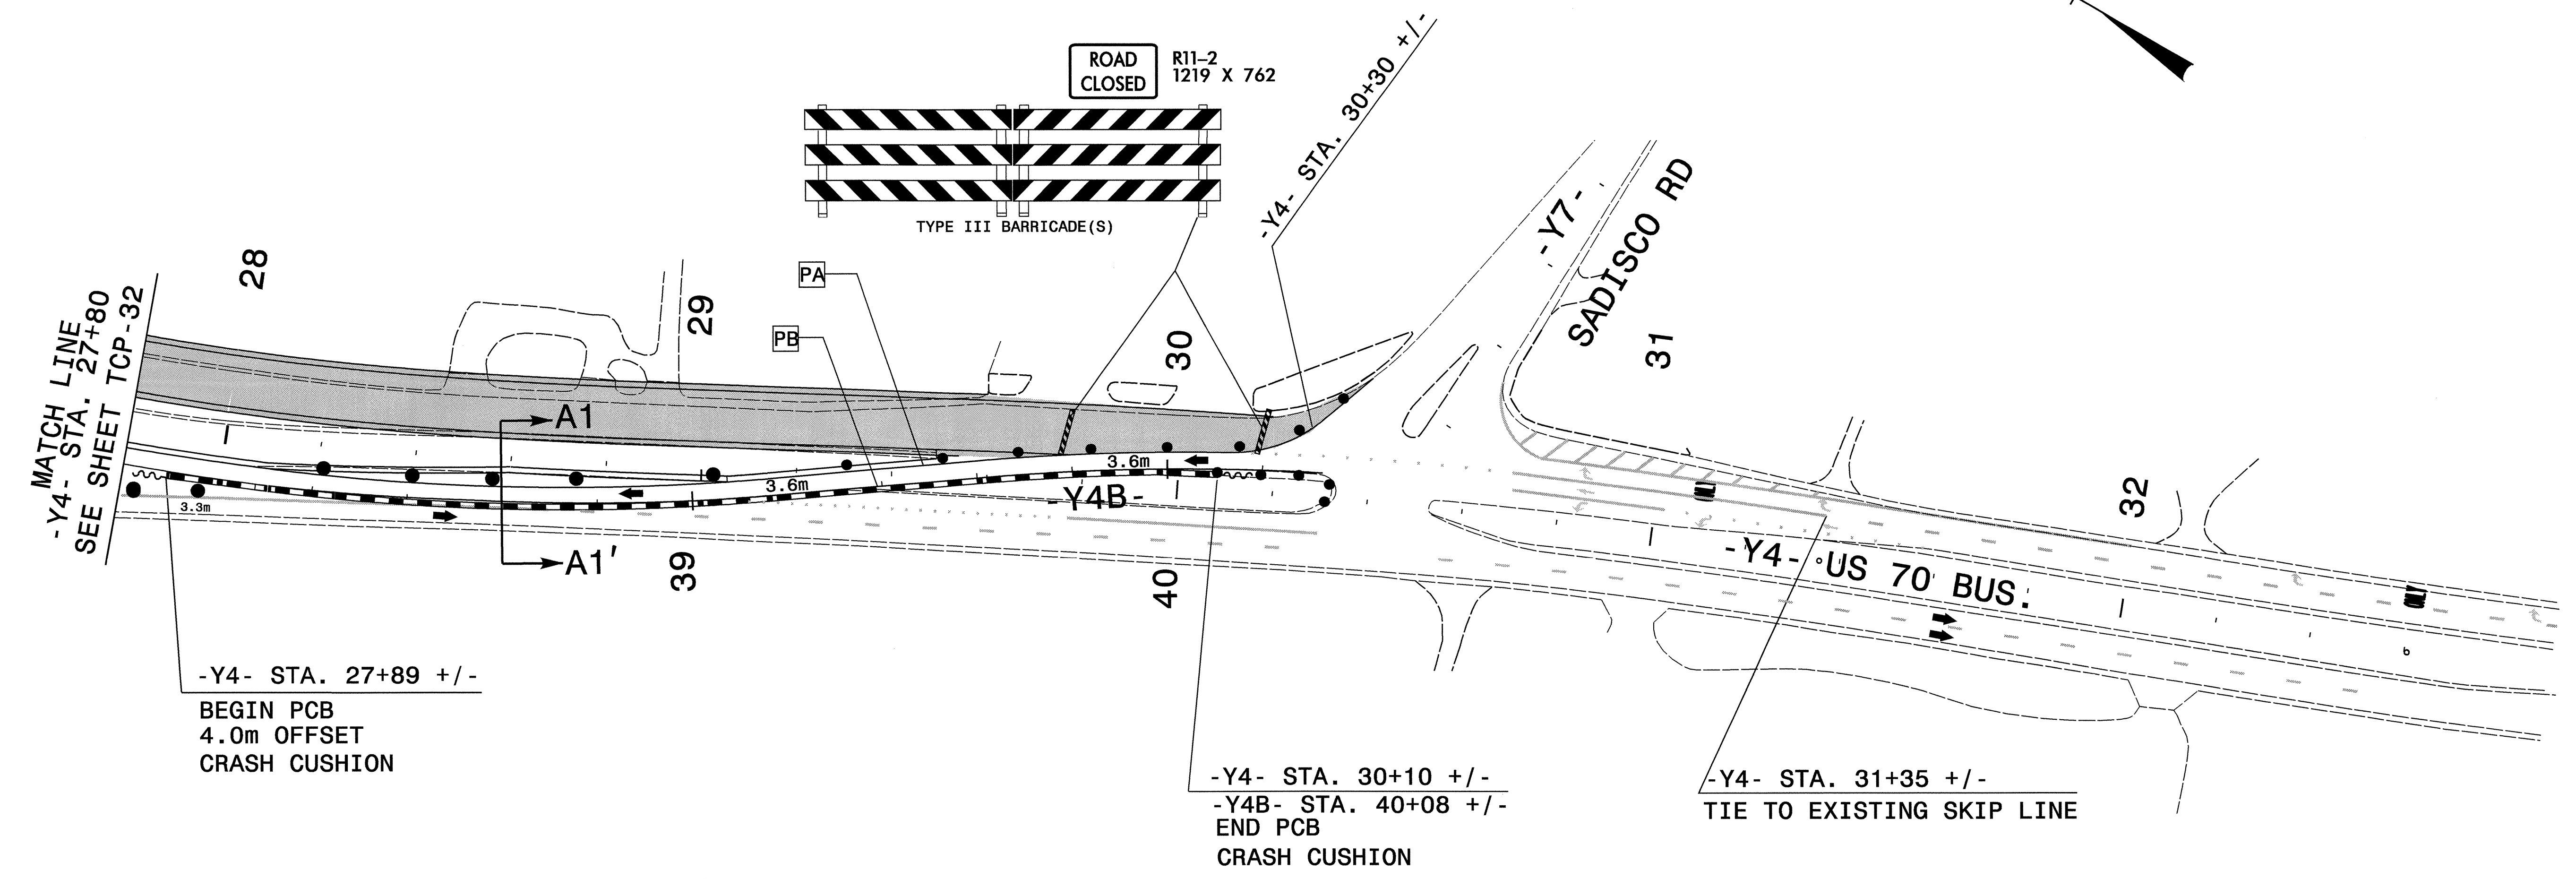 ROAD
CLOSED
R11-2
1219 X 762
TYPE III BARRICADE(S)
-Y4- STA. 30+30 +/-
-Y7-
SADISCO RD
MATCH LINE
-Y4- STA. 27+80
SEE SHEET TCP-32
28
29
30
31
32
PA
PB
A1
A1'
3.6m
3.6m
3.3m
-Y4B-
39
40
-Y4- US 70 BUS.
-Y4- STA. 27+89 +/-
BEGIN PCB
4.0m OFFSET
CRASH CUSHION
-Y4- STA. 30+10 +/-
-Y4B- STA. 40+08 +/-
END PCB
CRASH CUSHION
-Y4- STA. 31+35 +/-
TIE TO EXISTING SKIP LINE